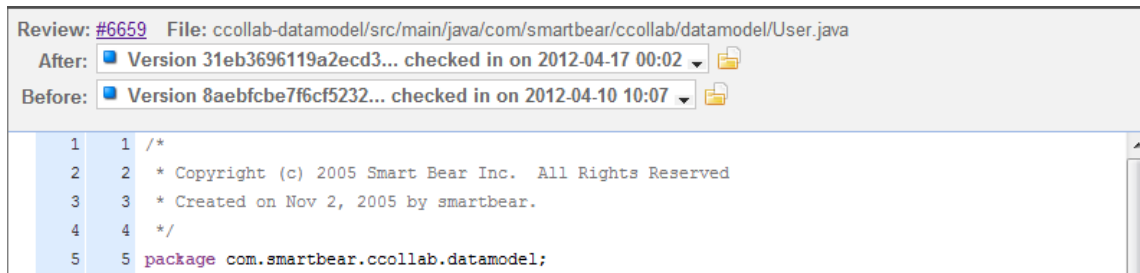 Review: #6659 File: ccollab-datamodel/src/main/java/com/smartbear/ccollab/datamodel/User.java
After: Version 31eb3696119a2ecd3... checked in on 2012-04-17 00:02
Before: Version 8aebfcbe7f6cf5232... checked in on 2012-04-10 10:07
1 1 /*
2 2 * Copyright (c) 2005 Smart Bear Inc.  All Rights Reserved
3 3 * Created on Nov 2, 2005 by smartbear.
4 4 */
5 5 package com.smartbear.ccollab.datamodel;